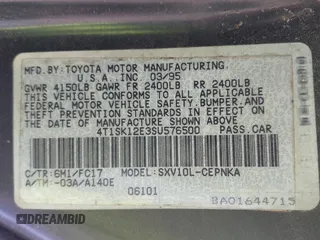 MFD. BY: TOYOTA MOTOR MANUFACTURING
U.S.A., INC. 03/95
GVWR 4150LB GAWR FR 2400LB RR 2400LB
THIS VEHICLE CONFORMS TO ALL APPLICABLE
FEDERAL MOTOR VEHICLE SAFETY, BUMPER,
AND THEFT PREVENTION STANDARDS IN
EFFECT ON THE DATE OF MANUFACTURE
SHOWN ABOVE.
4T1SK12E3SU576500 PASS.CAR
C/TR: 6M1/FC17 MODEL: SXV10L-CEPNKA
A/TM: -03A/A140E
06101
BA01644715
DREAMBID